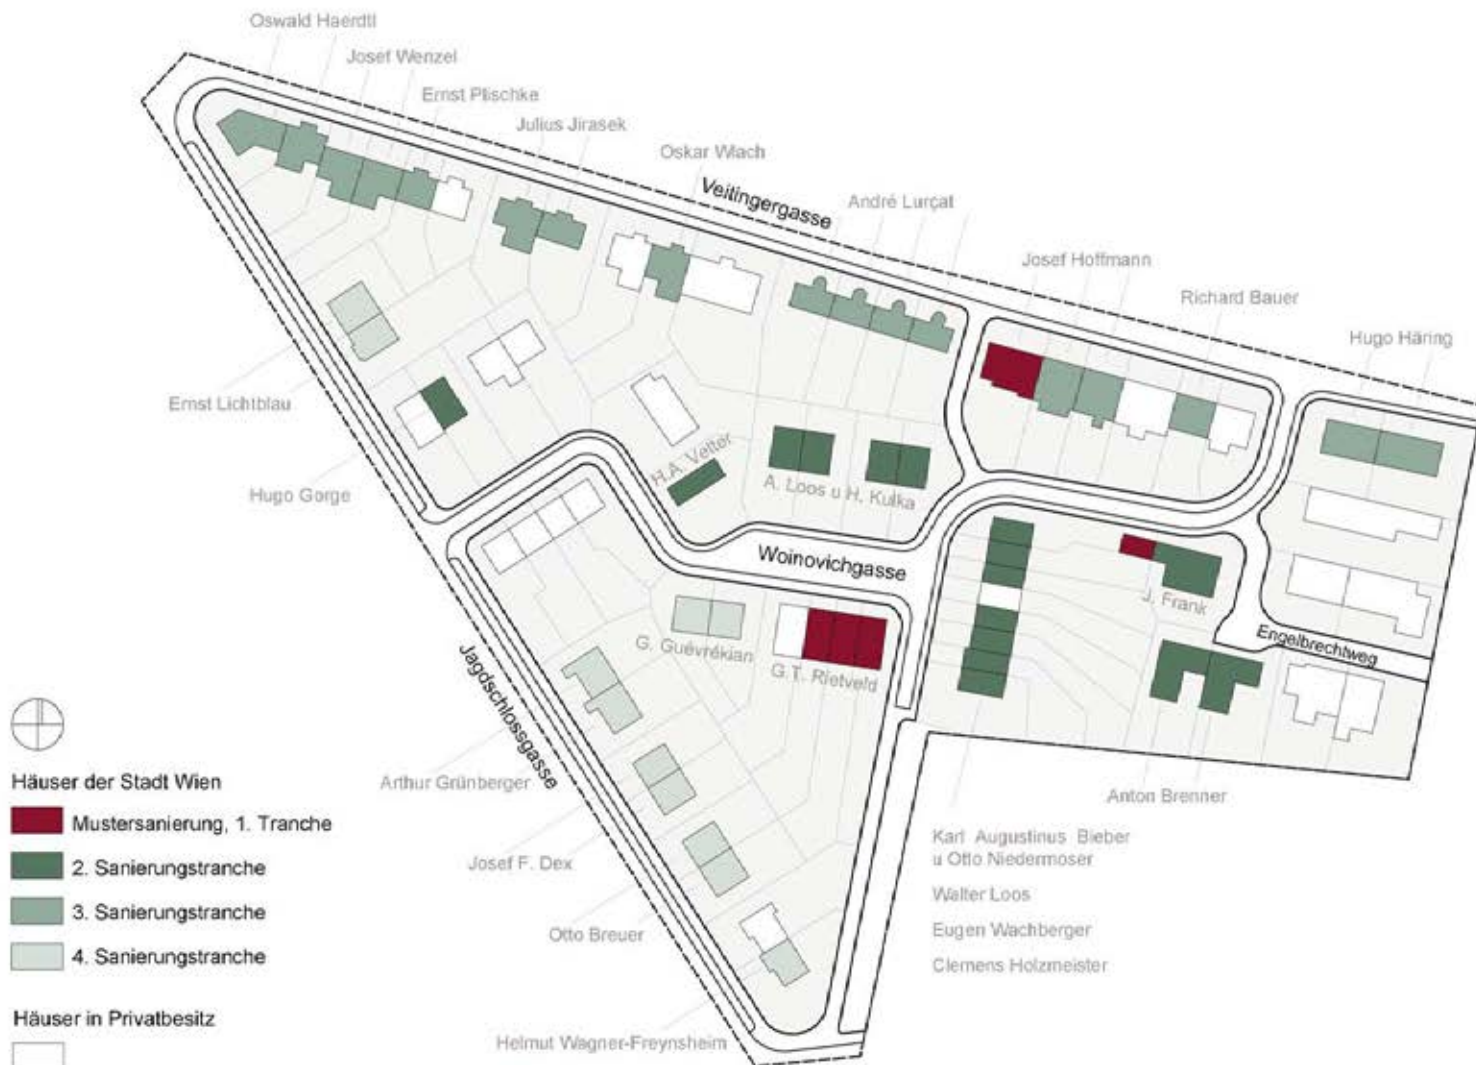 Oswald Haerdtl
Josef Wenzel
Ernst Plischke
Julius Jirasek
Oskar Wlach
Veitingergasse
André Lurçat
Josef Hoffmann
Richard Bauer
Hugo Häring
Ernst Lichtblau
Hugo Gorge
H.A. Vetter
A. Loos u H. Kulka
Woinovichgasse
J. Frank
Engelbrechtweg
G. Guévrékian
G.T. Rietveld
Jagdschlossgasse
Arthur Grünberger
Anton Brenner
Josef F. Dex
Otto Breuer
Helmut Wagner-Freynsheim
Karl Augustinus Bieber
u Otto Niedermoser
Walter Loos
Eugen Wachberger
Clemens Holzmeister
Häuser der Stadt Wien
Mustersanierung, 1. Tranche
2. Sanierungstranche
3. Sanierungstranche
4. Sanierungstranche
Häuser in Privatbesitz